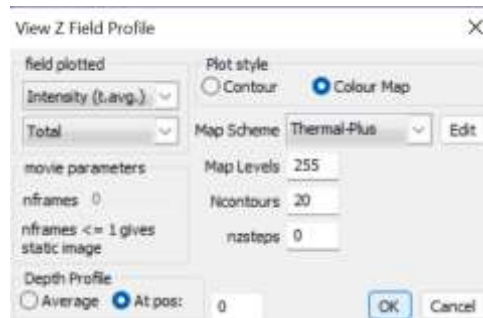 View Z Field Profile
field plotted
Intensity (t.avg.)
Total
movie parameters
nframes 0
nframes <= 1 gives
static image
Depth Profile
Average At pos: 0
Plot style
Contour Colour Map
Map Scheme Thermal-Plus Edit
Map Levels 255
Ncontours 20
nzsteps 0
OK Cancel